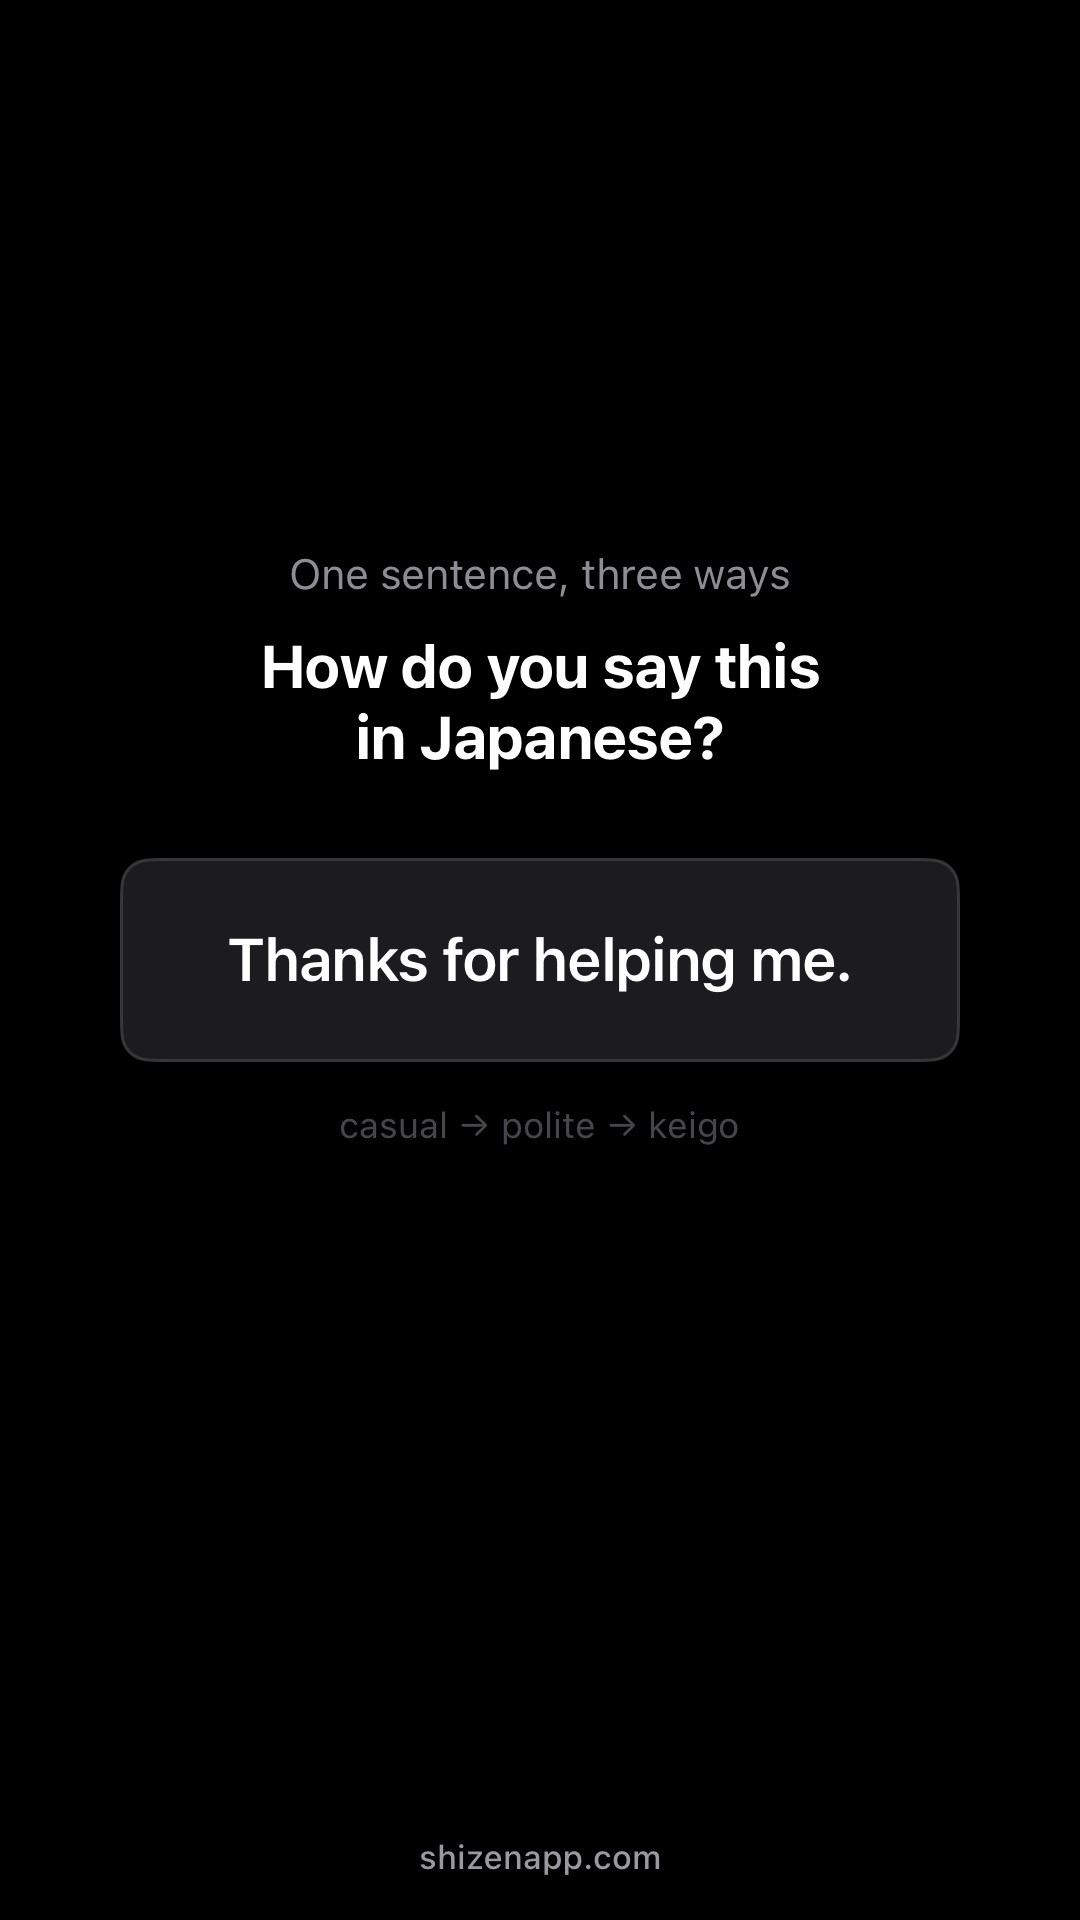 One sentence, three ways
How do you say this
in Japanese?
Thanks for helping me.
casual → polite → keigo
shizenapp.com